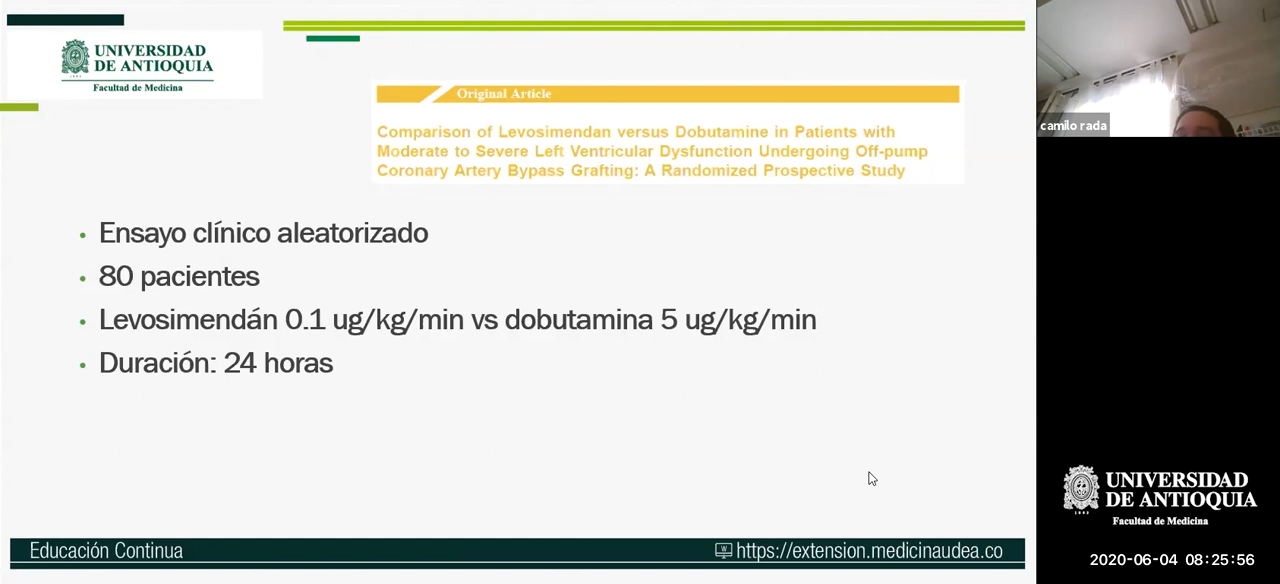 UNIVERSIDAD
DE ANTIOQUIA
1803
Facultad de Medicina
Original Article
Comparison of Levosimendan versus Dobutamine in Patients with
Moderate to Severe Left Ventricular Dysfunction Undergoing Off-pump
Coronary Artery Bypass Grafting: A Randomized Prospective Study
• Ensayo clínico aleatorizado
• 80 pacientes
• Levosimendán 0.1 ug/kg/min vs dobutamina 5 ug/kg/min
• Duración: 24 horas
Educación Continua
https://extension.medicinaudea.co
camilo rada
UNIVERSIDAD
DE ANTIOQUIA
1803
Facultad de Medicina
2020-06-04 08:25:56